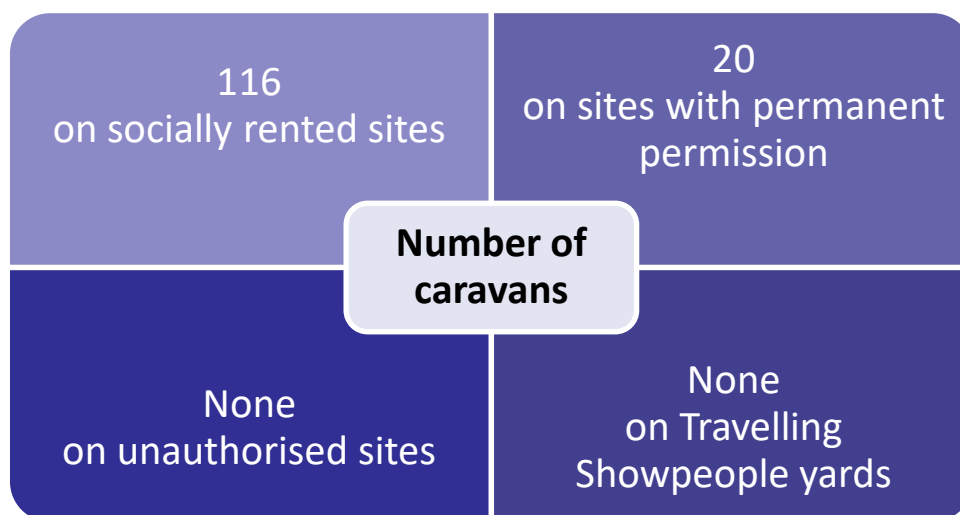 116
on socially rented sites
20
on sites with permanent
permission
Number of
caravans
None
on unauthorised sites
None
on Travelling
Showpeople yards